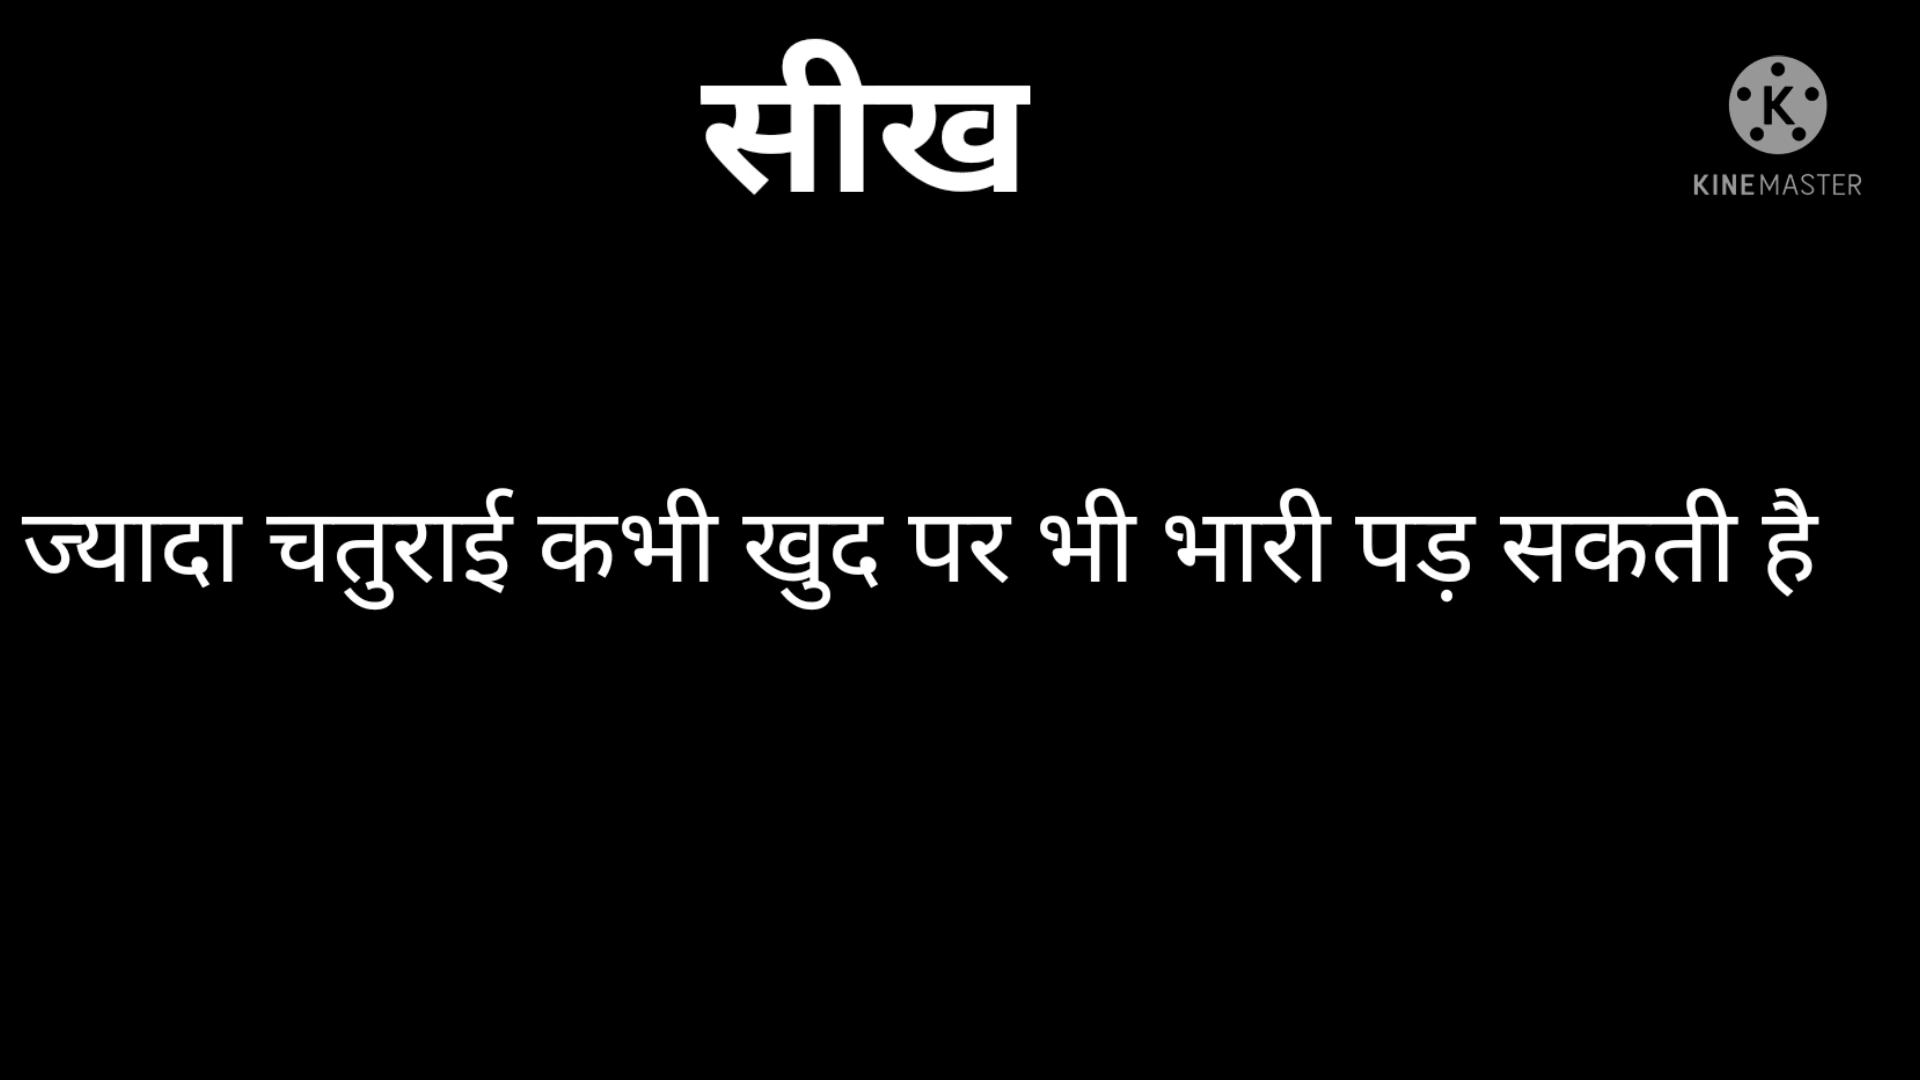 सीख
KINEMASTER
ज्यादा चतुराई कभी खुद पर भी भारी पड़ सकती है